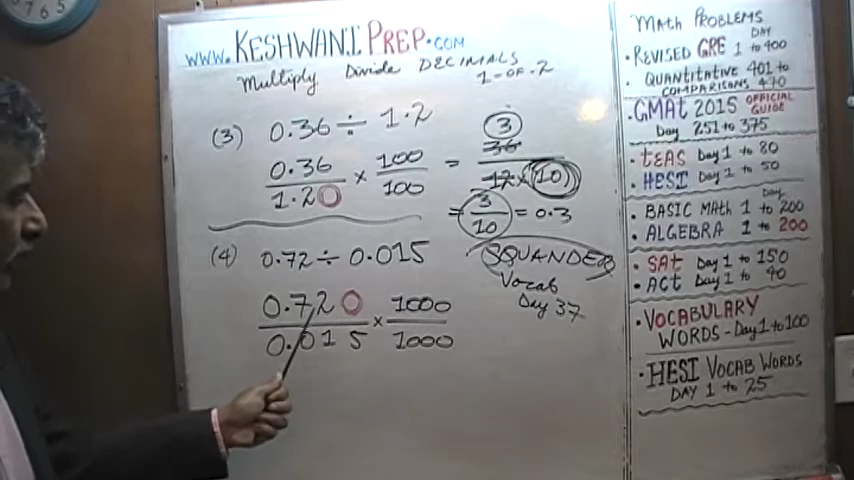 www.KESHWANIPREP.COM
Multiply Divide DECIMALS
1-OF-2
(3) 0.36 ÷ 1.2
0.36 / 1.20 × 100 / 100 = 3 36 / 12×10
= 3 / 10 = 0.3
(4) 0.72 ÷ 0.015
SQUANDER
Vocab
Day 37
0.720 / 0.015 × 1000 / 1000
MATH PROBLEMS
DAY
• REVISED GRE 1 to 400
• QUANTITATIVE 401 to
COMPARISONS 470
• GMAT 2015 OFFICIAL GUIDE
Day 251 to 375
• TEAS Day 1 to 80
• HESI Day 1 to 50
Day
• BASIC MATH 1 to 200
• ALGEBRA 1 to 200
• SAT Day 1 to 150
• ACT Day 1 to 90
• VOCABULARY
WORDS - Day 1 to 100
• HESI VOCAB WORDS
DAY 1 to 25
7 6 5